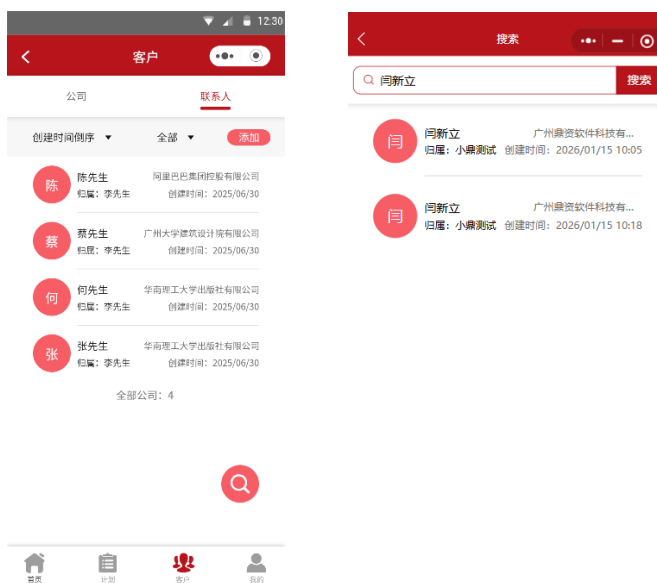 12:30
客户
公司
联系人
创建时间倒序 ▼
全部 ▼
添加
陈
陈先生
阿里巴巴集团控股有限公司
归属：李先生
创建时间：2025/06/30
蔡
蔡先生
广州大学建筑设计院有限公司
归属：李先生
创建时间：2025/06/30
何
何先生
华南理工大学出版社有限公司
归属：李先生
创建时间：2025/06/30
张
张先生
华南理工大学出版社有限公司
归属：李先生
创建时间：2025/06/30
全部公司：4
首页
计划
客户
我的
搜索
闫新立
搜索
闫
闫新立
广州鼎资软件科技有...
归属：小鼎测试
创建时间：2026/01/15 10:05
闫
闫新立
广州鼎资软件科技有...
归属：小鼎测试
创建时间：2026/01/15 10:18